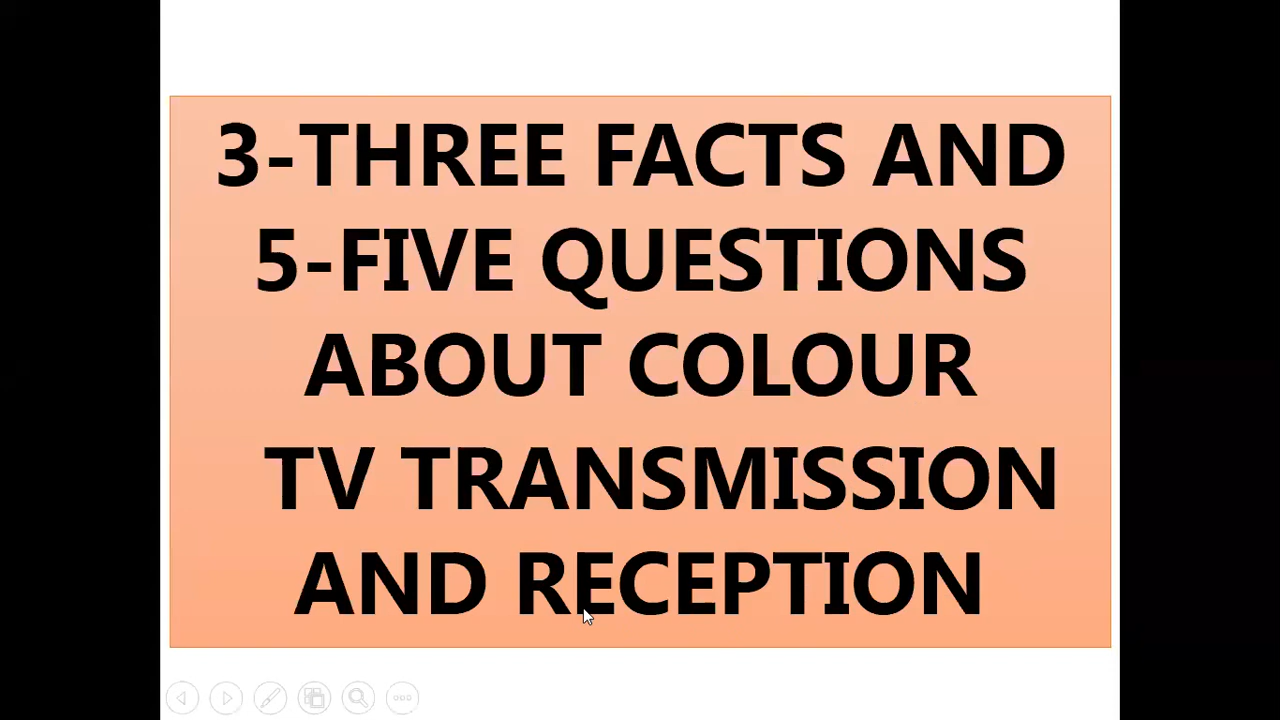 3-THREE FACTS AND
5-FIVE QUESTIONS
ABOUT COLOUR
TV TRANSMISSION
AND RECEPTION